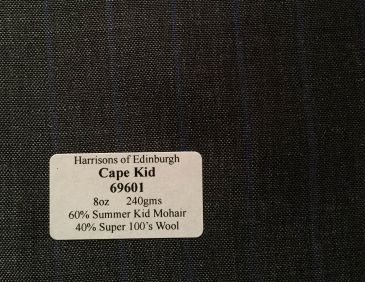 Harrisons of Edinburgh
Cape Kid
69601
8oz 240gms
60% Summer Kid Mohair
40% Super 100's Wool